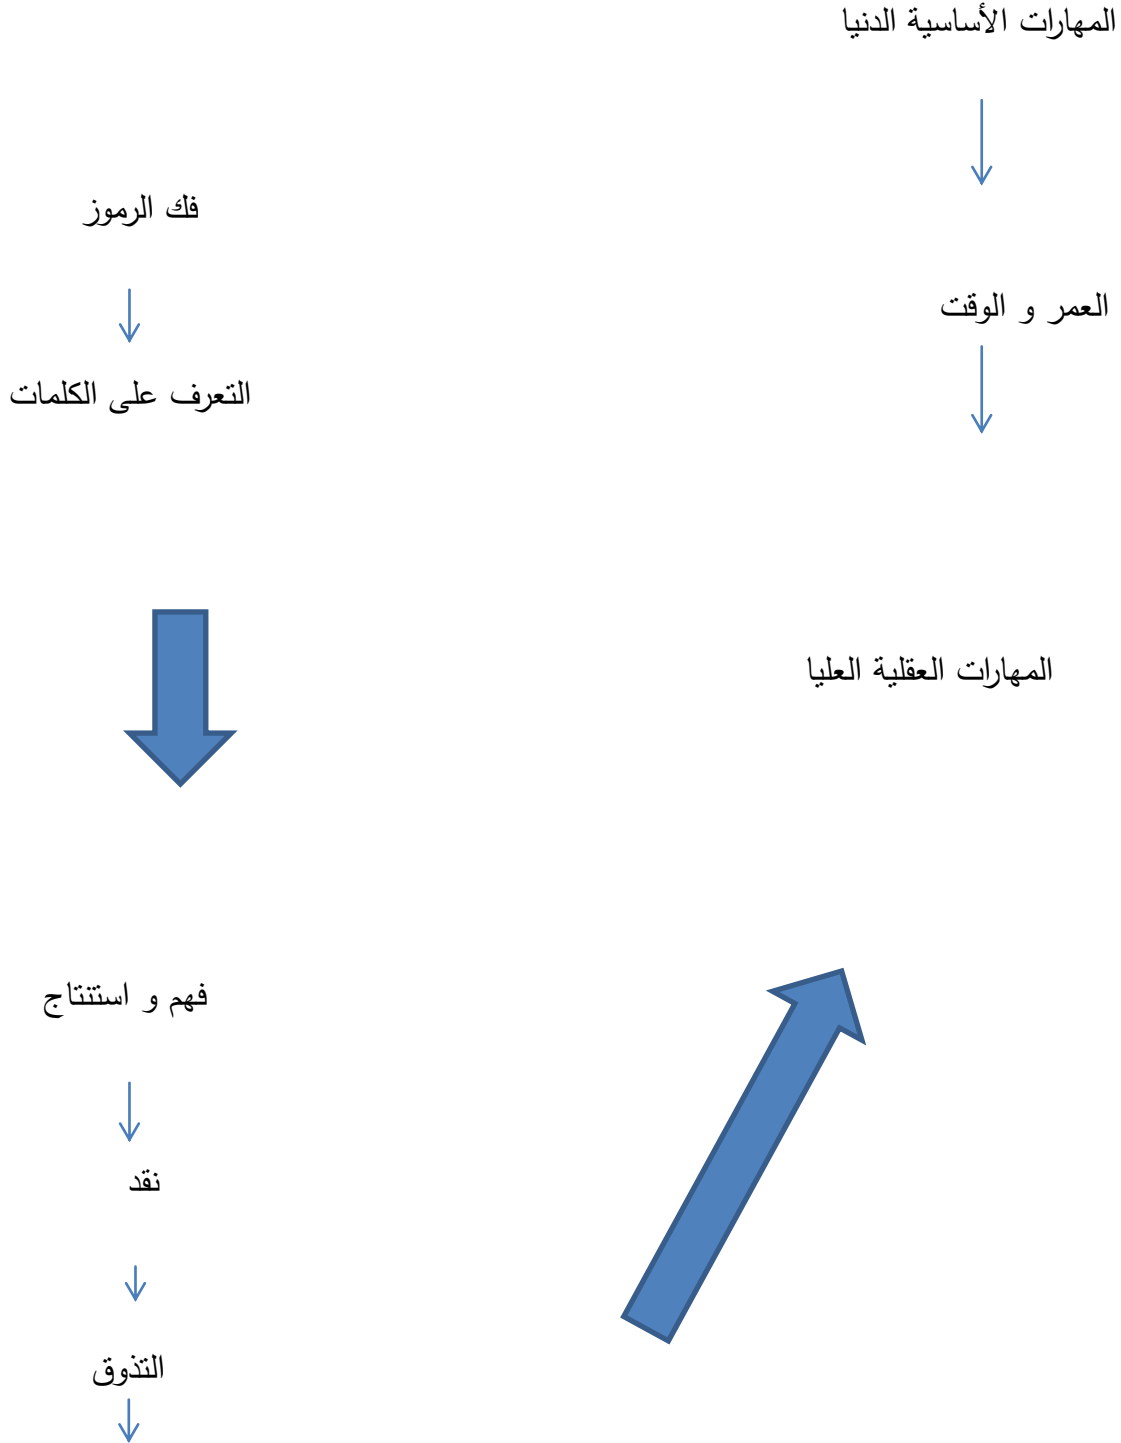 المهارات الأساسية الدنيا
فك الرموز
العمر و الوقت
التعرف على الكلمات
المهارات العقلية العليا
فهم و استنتاج
نقد
التذوق